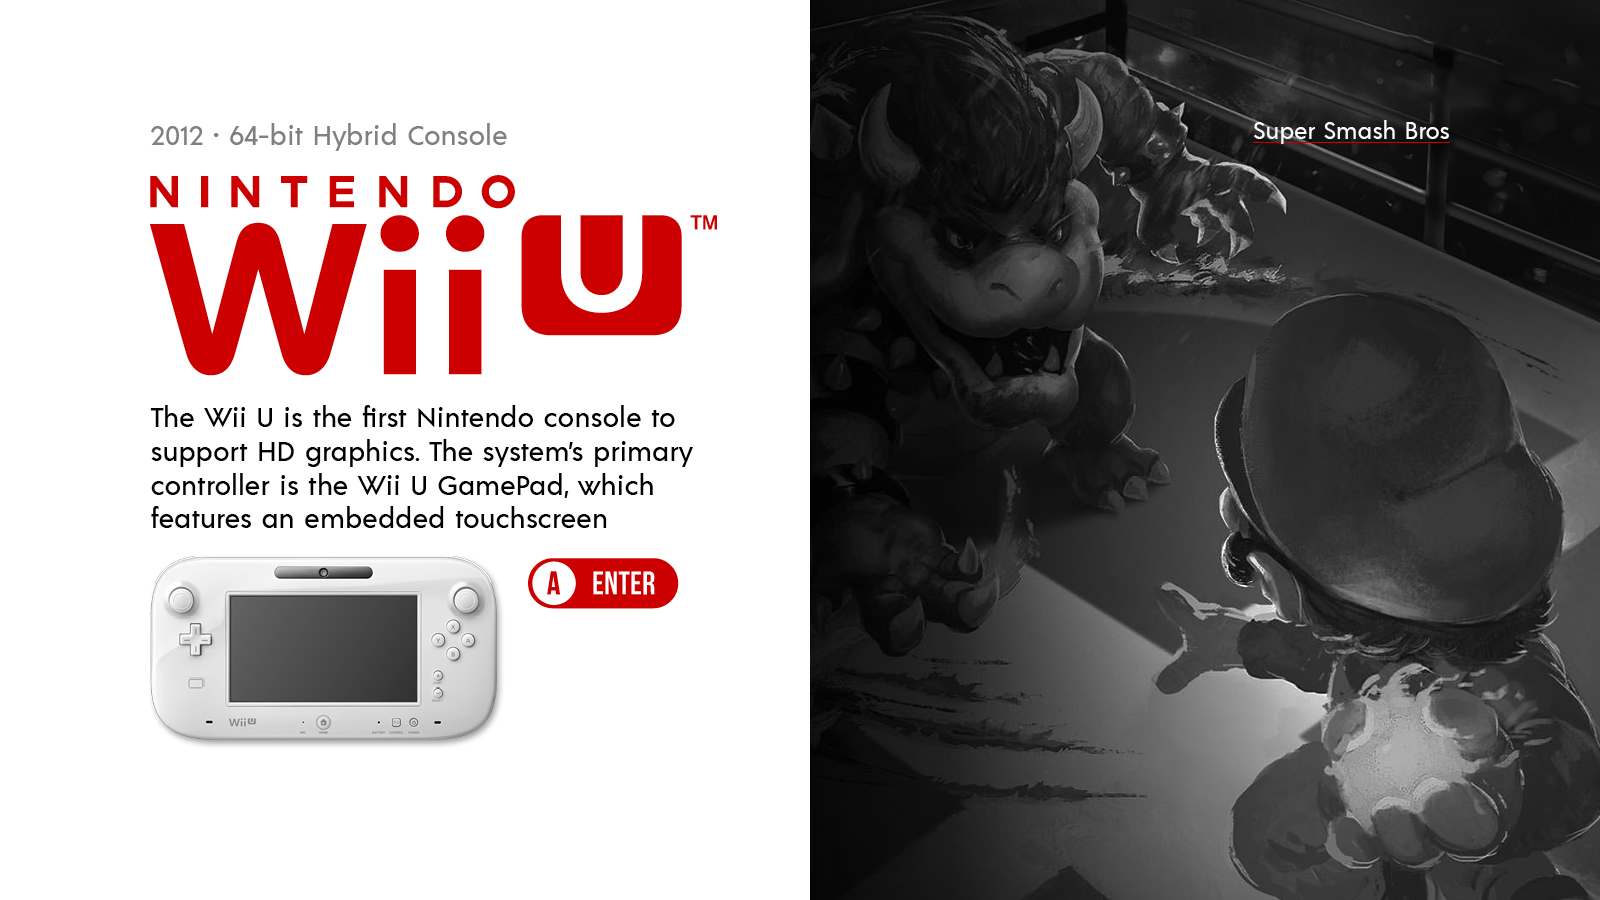 2012 · 64-bit Hybrid Console
NINTENDO
Wii U™
The Wii U is the first Nintendo console to
support HD graphics. The system's primary
controller is the Wii U GamePad, which
features an embedded touchscreen
A ENTER
X
Y A
B
Wii U
Super Smash Bros